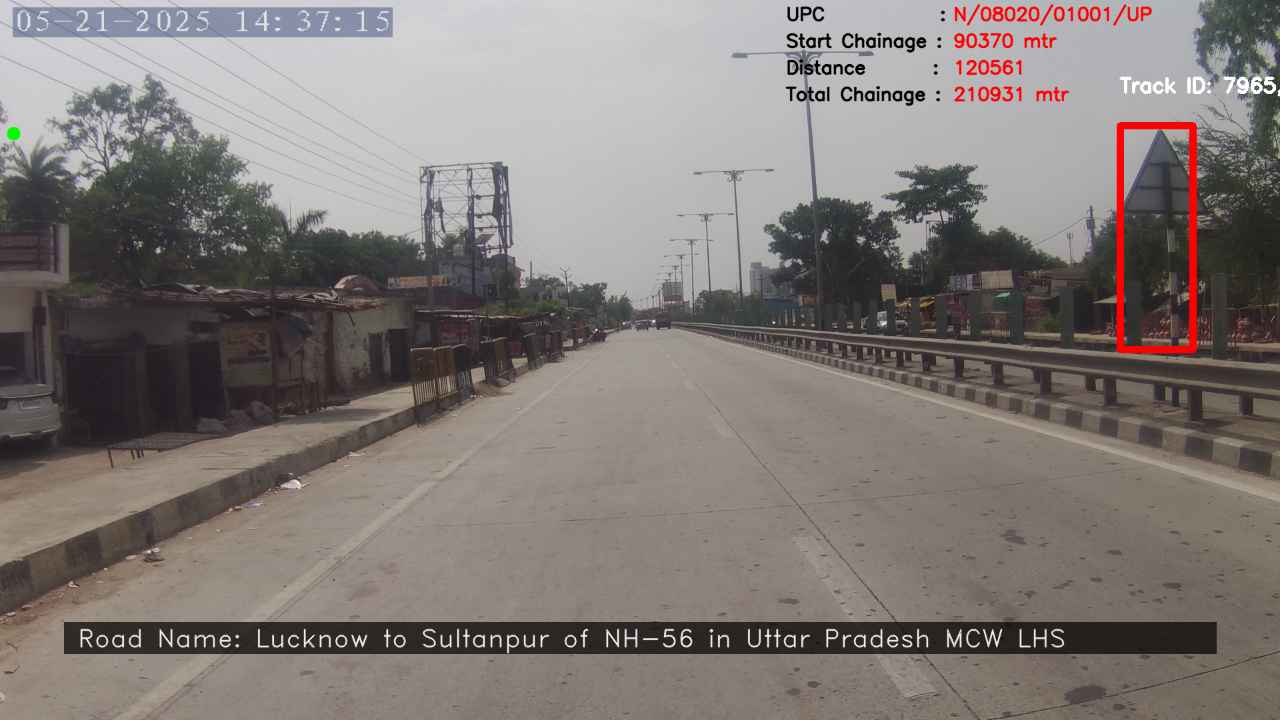 05-21-2025 14:37:15
UPC : N/08020/01001/UP
Start Chainage : 90370 mtr
Distance : 120561
Total Chainage : 210931 mtr
Track ID: 7965,
Road Name: Lucknow to Sultanpur of NH-56 in Uttar Pradesh MCW LHS